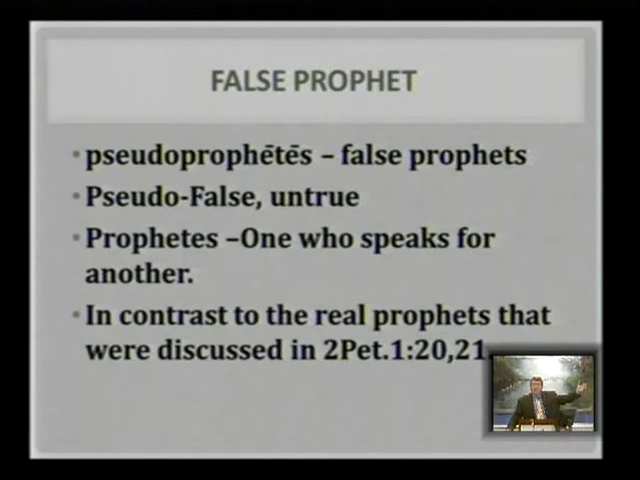 FALSE PROPHET
• pseudoprophētēs – false prophets
• Pseudo-False, untrue
• Prophetes –One who speaks for
another.
• In contrast to the real prophets that
were discussed in 2Pet.1:20,21.